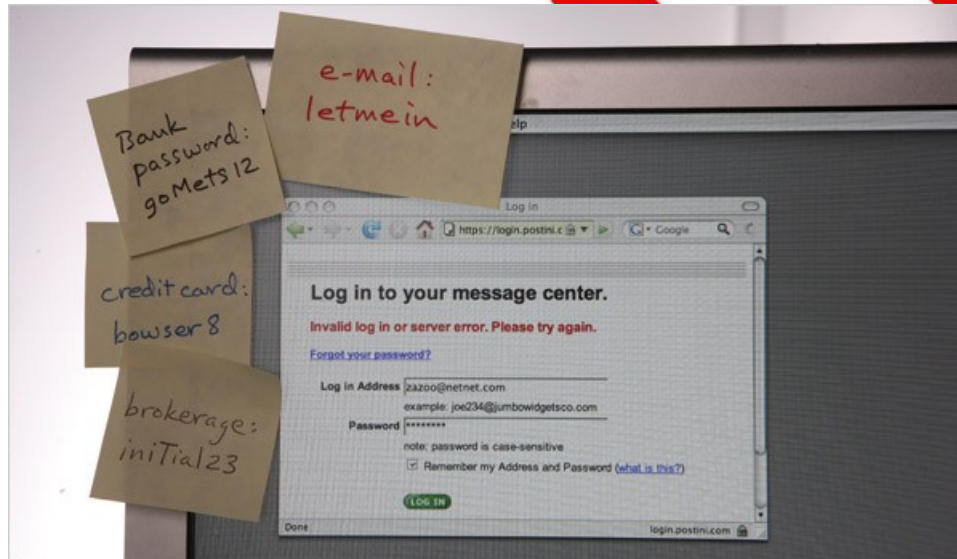 e-mail:
letmein
Bank
password:
goMets12
credit card:
bowser8
brokerage:
iniTial23
elp
Log in
https://login.postini.c
Google
Log in to your message center.
Invalid log in or server error. Please try again.
Forgot your password?
Log in Address zazoo@netnet.com
example: joe234@jumbowidgetsco.com
Password ********
note: password is case-sensitive
Remember my Address and Password (what is this?)
LOG IN
Done login.postini.com